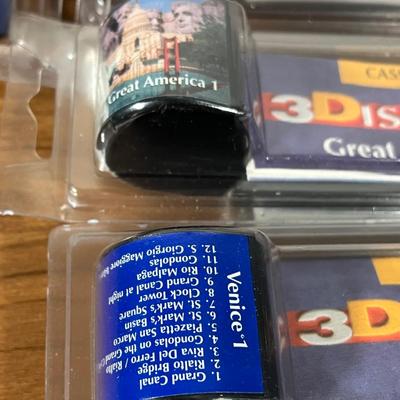 Great America 1
CASS
3DIS
Great
Venice 1
1. Grand Canal
2. Rialto Bridge
3. Riva Del Ferro / Rialto
4. Gondolas on the Grand
5. Piazetta San Marco
6. St. Mark's Basin
7. St. Mark's Square
8. Clock Tower
9. Grand Canal at night
10. Rio Malpaga
11. Gondolas
12. S. Giorgio Maggiore
3D